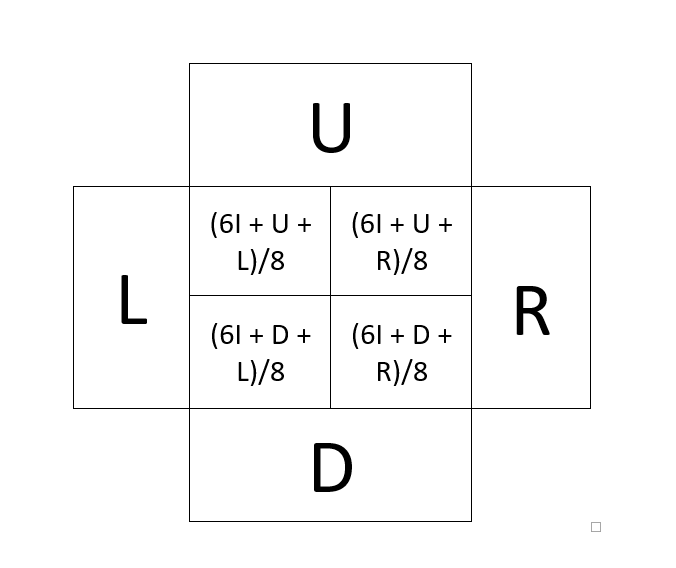 U
(6I + U +
L)/8
(6I + U +
R)/8
L
R
(6I + D +
L)/8
(6I + D +
R)/8
D